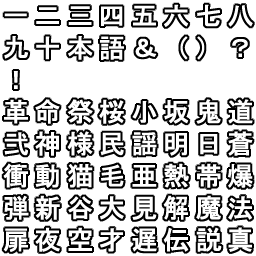 一二三四五六七八
九十本語＆（）？
！
革命祭桜小坂鬼道
弐神様民謡明日蒼
衝動猫毛亜熱帯爆
弾新谷大見解魔法
扉夜空才遅伝説真